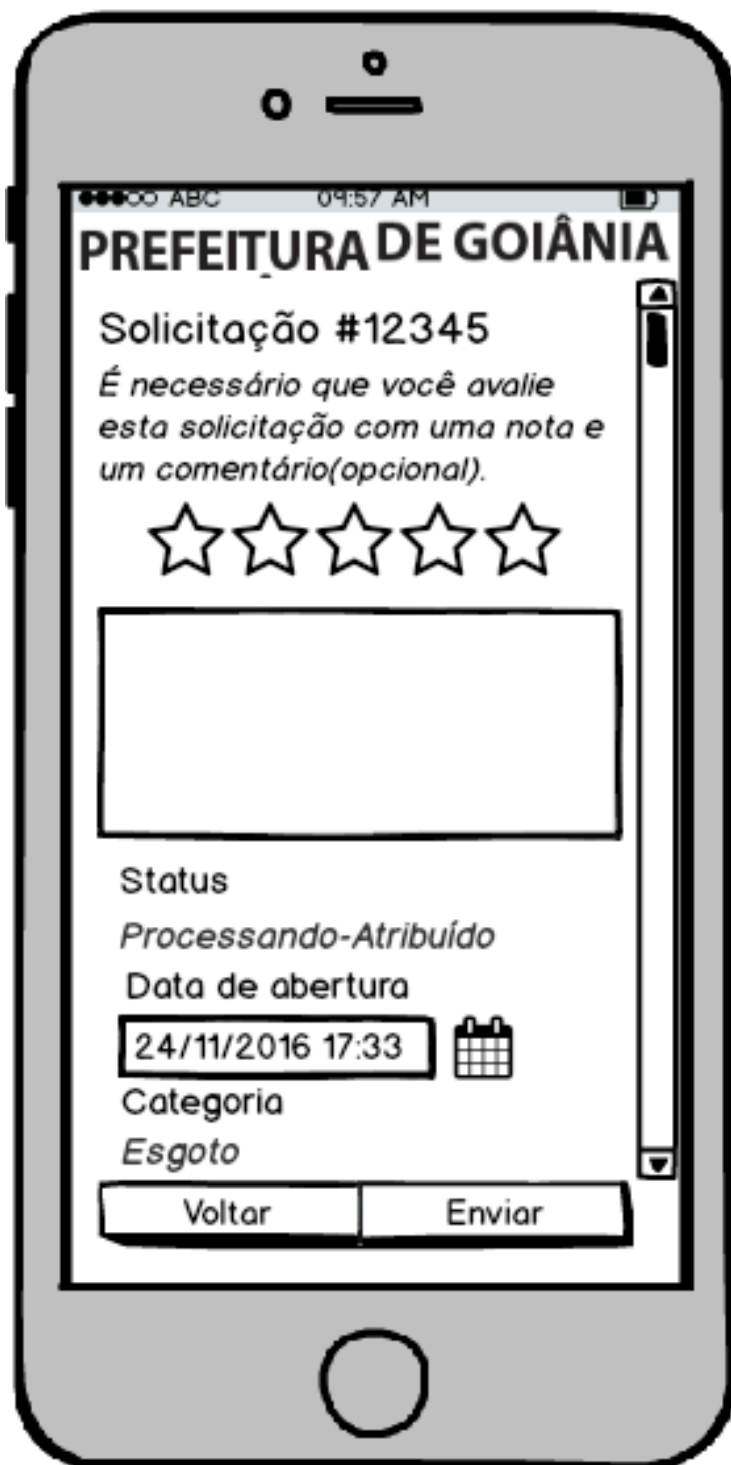 ABC 09:57 AM
PREFEITURA DE GOIÂNIA
Solicitação #12345
É necessário que você avalie
esta solicitação com uma nota e
um comentário(opcional).
Status
Processando-Atribuído
Data de abertura
24/11/2016 17:33
Categoria
Esgoto
Voltar Enviar